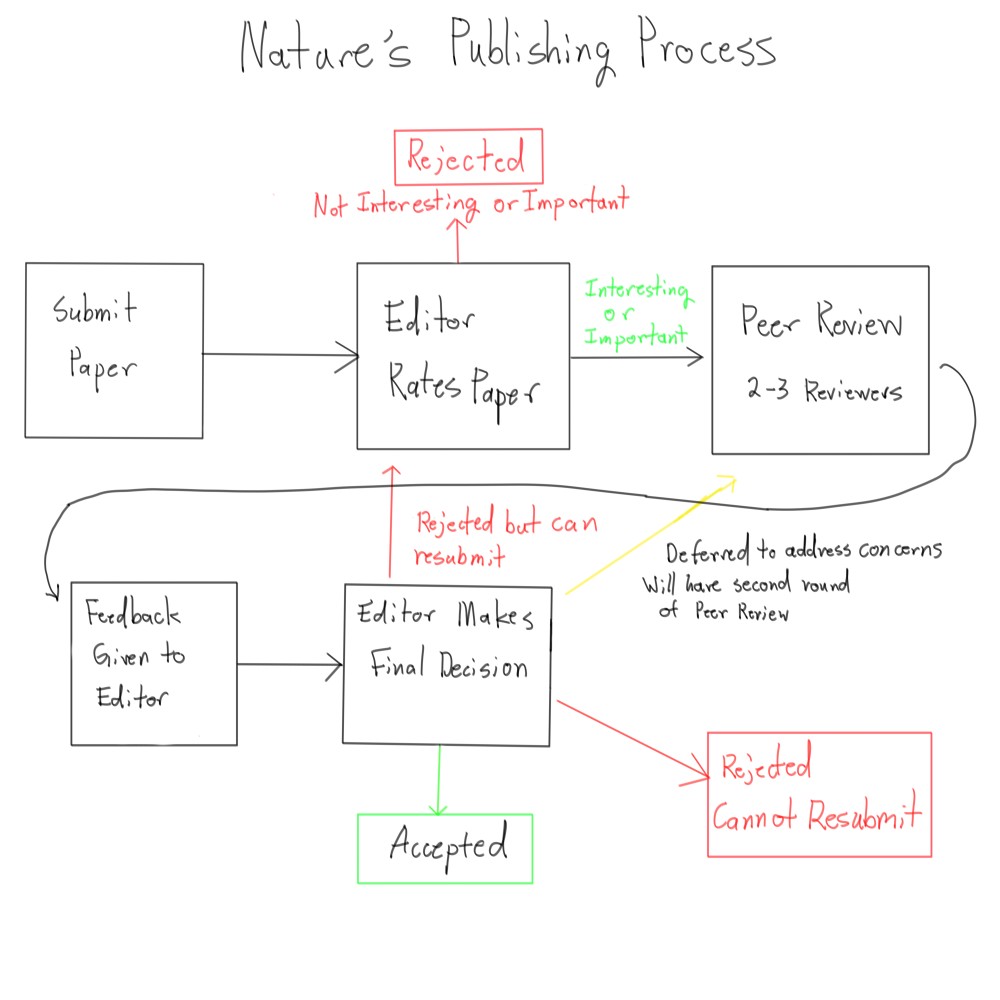 Nature's Publishing Process
Rejected
Not Interesting or Important
Submit
Paper
Editor
Rates Paper
Interesting
or
Important
Peer Review
2-3 Reviewers
Rejected but can
resubmit
Deferred to address concerns
Will have second round
of Peer Review
Feedback
Given to
Editor
Editor Makes
Final Decision
Rejected
Cannot Resubmit
Accepted